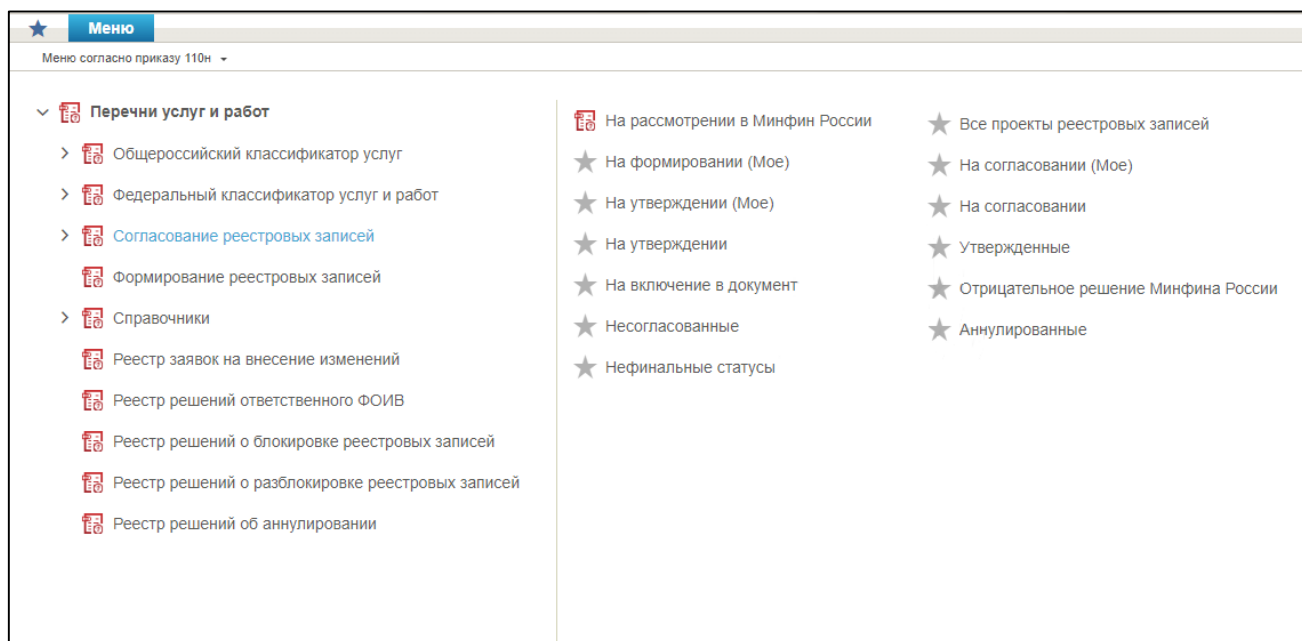 Меню
Меню согласно приказу 110н
Перечни услуг и работ
Общероссийский классификатор услуг
Федеральный классификатор услуг и работ
Согласование реестровых записей
Формирование реестровых записей
Справочники
Реестр заявок на внесение изменений
Реестр решений ответственного ФОИВ
Реестр решений о блокировке реестровых записей
Реестр решений о разблокировке реестровых записей
Реестр решений об аннулировании
На рассмотрении в Минфин России
На формировании (Мое)
На утверждении (Мое)
На утверждении
На включение в документ
Несогласованные
Нефинальные статусы
Все проекты реестровых записей
На согласовании (Мое)
На согласовании
Утвержденные
Отрицательное решение Минфина России
Аннулированные